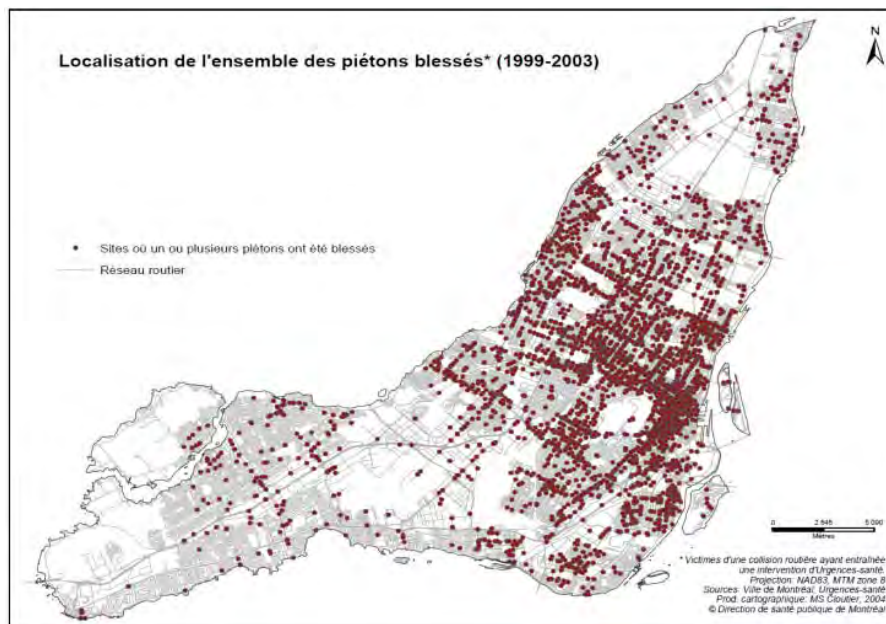 Localisation de l'ensemble des piétons blessés* (1999-2003)
N
Sites où un ou plusieurs piétons ont été blessés
Réseau routier
0 2.945 5.090
Mètres
* Victimes d'une collision routière ayant entraînée
une intervention d'Urgences-santé.
Projection: NAD83, MTM zone 8
Sources: Ville de Montréal, Urgences-santé
Prod. cartographique: MS Cloutier, 2004
© Direction de santé publique de Montréal